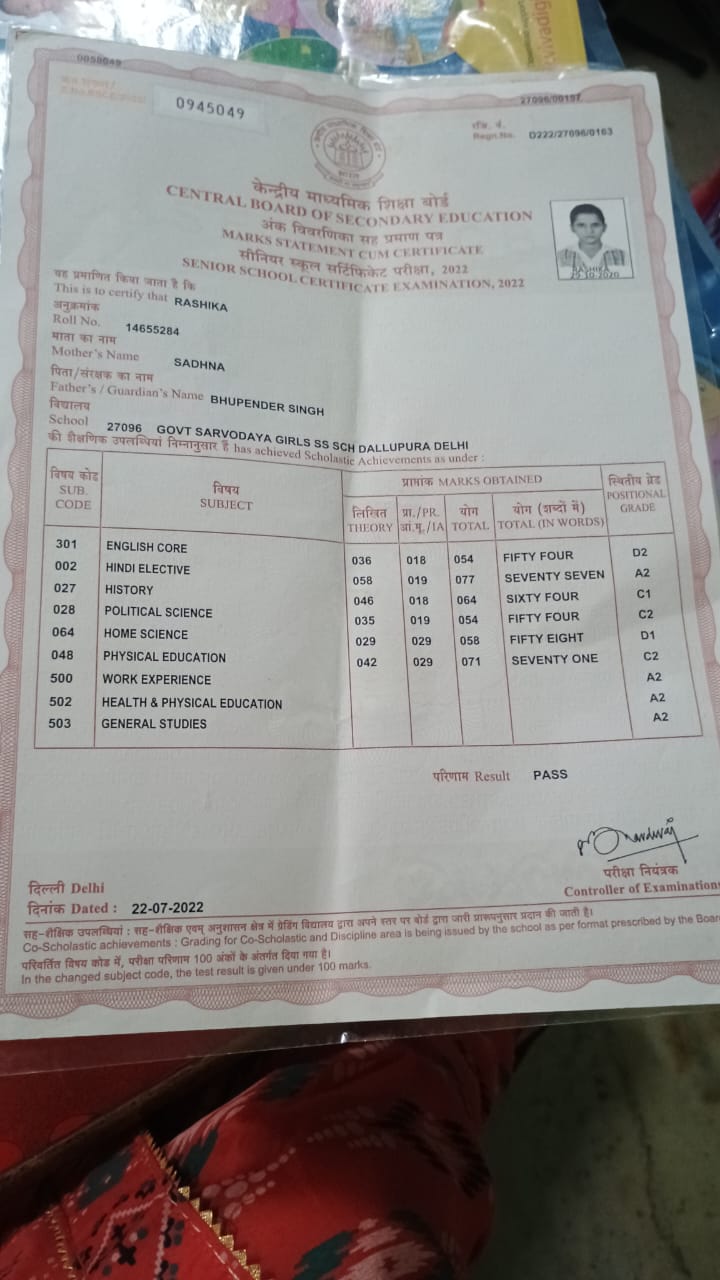 0058049
0945049
27096/00197
रजि. नं.
Regn.No. D222/27096/0163
केन्द्रीय माध्यमिक शिक्षा बोर्ड
CENTRAL BOARD OF SECONDARY EDUCATION
अंक विवरणिका सह प्रमाण पत्र
MARKS STATEMENT CUM CERTIFICATE
सीनियर स्कूल सर्टिफिकेट परीक्षा, 2022
SENIOR SCHOOL CERTIFICATE EXAMINATION, 2022
RASHIKA
25.10.2020
यह प्रमाणित किया जाता है कि
This is to certify that RASHIKA
अनुक्रमांक
Roll No. 14655284
माता का नाम
Mother's Name SADHNA
पिता/संरक्षक का नाम
Father's / Guardian's Name BHUPENDER SINGH
विद्यालय
School 27096 GOVT SARVODAYA GIRLS SS SCH DALLUPURA DELHI
की शैक्षणिक उपलब्धियां निम्नानुसार हैं has achieved Scholastic Achievements as under :
विषय कोड SUB. CODE
विषय SUBJECT
प्राप्तांक MARKS OBTAINED
स्थितीय ग्रेड POSITIONAL GRADE
लिखित THEORY
प्रा./PR. आं.मू./IA
योग TOTAL
योग (शब्दों में) TOTAL (IN WORDS)
301 ENGLISH CORE 036 018 054 FIFTY FOUR D2
002 HINDI ELECTIVE 058 019 077 SEVENTY SEVEN A2
027 HISTORY 046 018 064 SIXTY FOUR C1
028 POLITICAL SCIENCE 035 019 054 FIFTY FOUR C2
064 HOME SCIENCE 029 029 058 FIFTY EIGHT D1
048 PHYSICAL EDUCATION 042 029 071 SEVENTY ONE C2
500 WORK EXPERIENCE A2
502 HEALTH & PHYSICAL EDUCATION A2
503 GENERAL STUDIES A2
परिणाम Result PASS
परीक्षा नियंत्रक
Controller of Examinations
दिल्ली Delhi
दिनांक Dated : 22-07-2022
सह-शैक्षिक उपलब्धियां : सह-शैक्षिक एवम् अनुशासन क्षेत्र में ग्रेडिंग विद्यालय द्वारा अपने स्तर पर बोर्ड द्वारा जारी प्रारूपनुसार प्रदान की जाती है।
Co-Scholastic achievements : Grading for Co-Scholastic and Discipline area is being issued by the school as per format prescribed by the Board
परिवर्तित विषय कोड में, परीक्षा परिणाम 100 अंकों के अंतर्गत दिया गया है।
In the changed subject code, the test result is given under 100 marks.